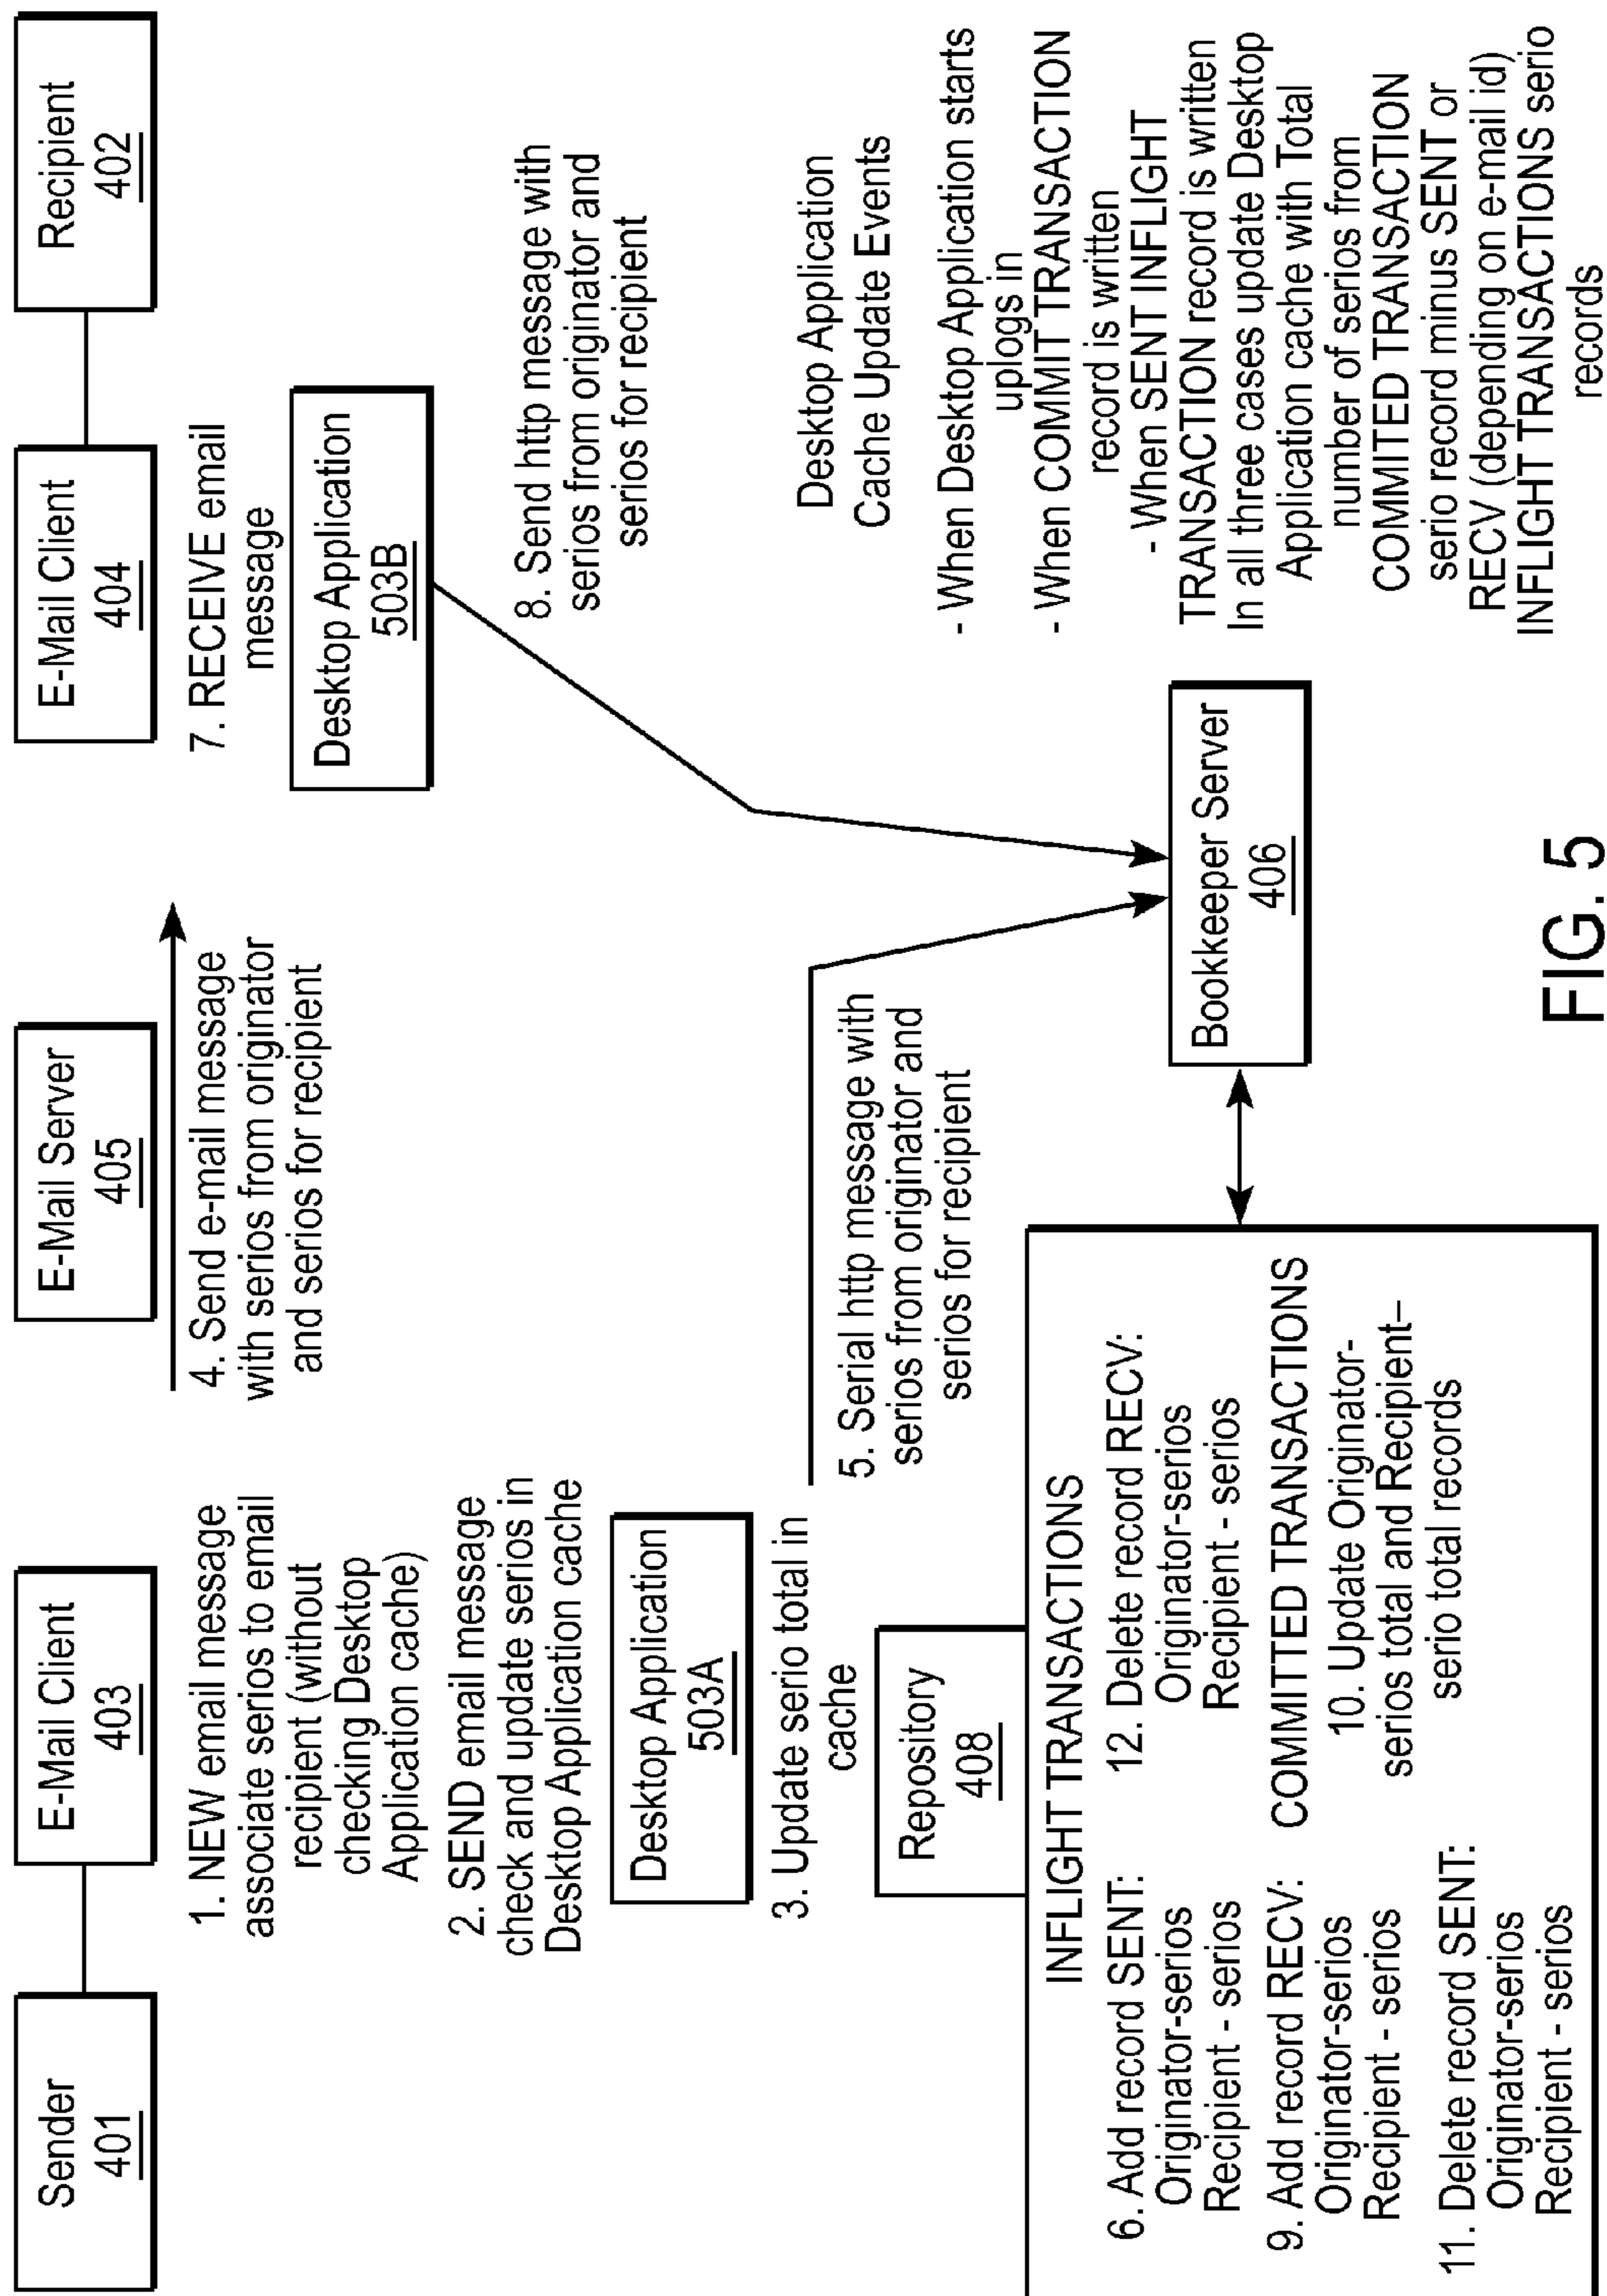 Sender
401
E-Mail Client
403
E-Mail Server
405
E-Mail Client
404
Recipient
402
1. NEW email message
associate serios to email
recipient (without
checking Desktop
Application cache)
2. SEND email message
check and update serios in
Desktop Application cache
Desktop Application
503A
3. Update serio total in
cache
4. Send e-mail message
with serios from originator
and serios for recipient
5. Serial http message with
serios from originator and
serios for recipient
7. RECEIVE email
message
Desktop Application
503B
8. Send http message with
serios from originator and
serios for recipient
Repository
408
INFLIGHT TRANSACTIONS
6. Add record SENT:
Originator-serios
Recipient - serios
9. Add record RECV:
Originator-serios
Recipient - serios
11. Delete record SENT:
Originator-serios
Recipient - serios
12. Delete record RECV:
Originator-serios
Recipient - serios
COMMITTED TRANSACTIONS
10. Update Originator-
serios total and Recipient–
serio total records
Bookkeeper Server
406
Desktop Application
Cache Update Events
- When Desktop Application starts
uplogs in
- When COMMIT TRANSACTION
record is written
- When SENT INFLIGHT
TRANSACTION record is written
In all three cases update Desktop
Application cache with Total
number of serios from
COMMITED TRANSACTION
serio record minus SENT or
RECV (depending on e-mail id)
INFLIGHT TRANSACTIONS serio
records
FIG. 5